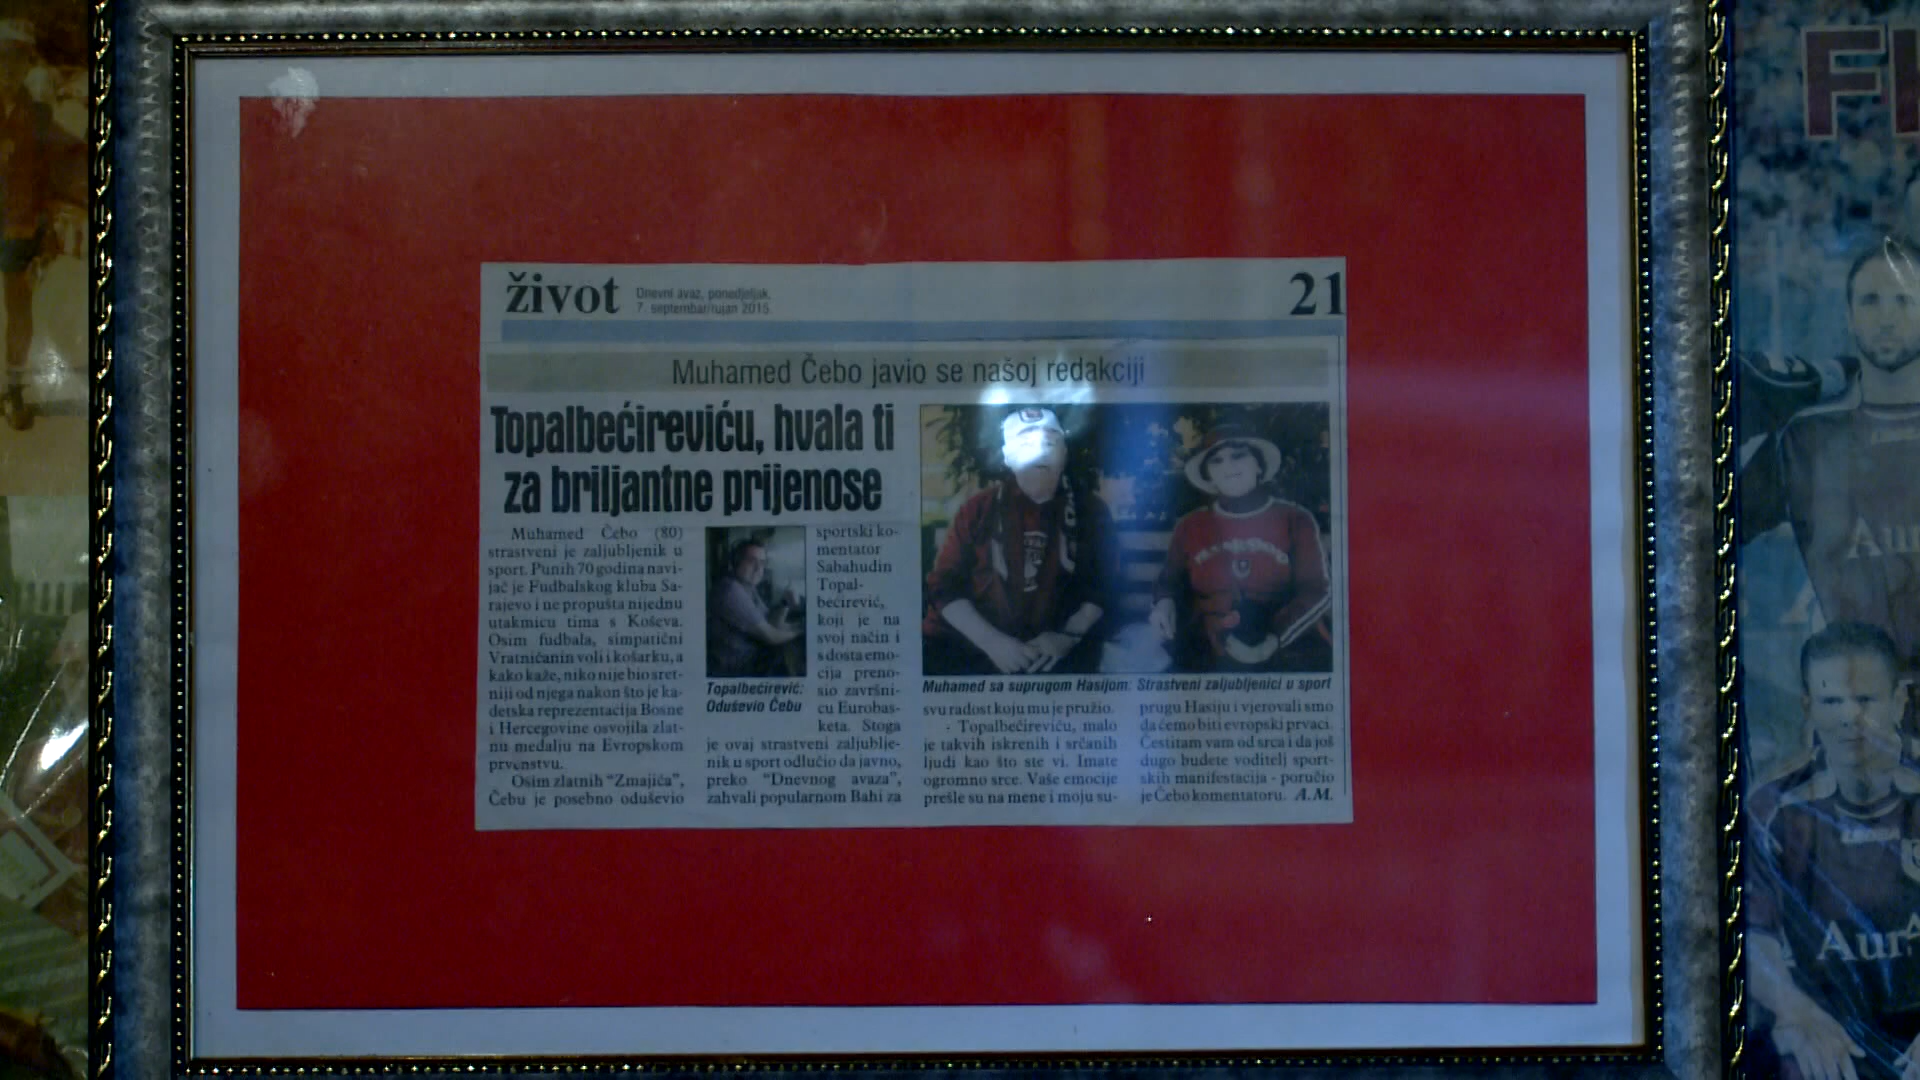 život
Dnevni avaz, ponedjeljak,
7. septembar/rujan 2015.
21
Muhamed Čebo javio se našoj redakciji
Topalbećireviću, hvala ti
za briljantne prijenose
Muhamed Čebo (80)
strastveni je zaljubljenik u
sport. Punih 70 godina navi-
jač je Fudbalskog kluba Sa-
rajevo i ne propušta nijednu
utakmicu tima s Koševa.
Osim fudbala, simpatični
Vratničanin voli i košarku, a
kako kaže, niko nije bio sret-
niji od njega nakon što je ka-
detska reprezentacija Bosne
i Hercegovine osvojila zlat-
nu medalju na Evropskom
prvenstvu.
Osim zlatnih “Zmajića”,
Čebu je posebno oduševio
Topalbećirević:
Oduševio Čebu
sportski ko-
mentator
Sabahudin
Topal-
bećirević,
koji je na
svoj način i
s dosta emo-
cija preno-
sio završni-
cu Eurobas-
keta. Stoga
je ovaj strastveni zaljublje-
nik u sport odlučio da javno,
preko “Dnevnog avaza”,
zahvali popularnom Bahi za
Muhamed sa suprugom Hasijom: Strastveni zaljubljenici u sport
svu radost koju mu je pružio.
- Topalbećireviću, malo
je takvih iskrenih i srčanih
ljudi kao što ste vi. Imate
ogromno srce. Vaše emocije
prešle su na mene i moju su-
prugu Hasiju i vjerovali smo
da ćemo biti evropski prvaci.
Čestitam vam od srca i da još
dugo budete voditelj sport-
skih manifestacija - poručio
je Čebo komentatoru. A.M.